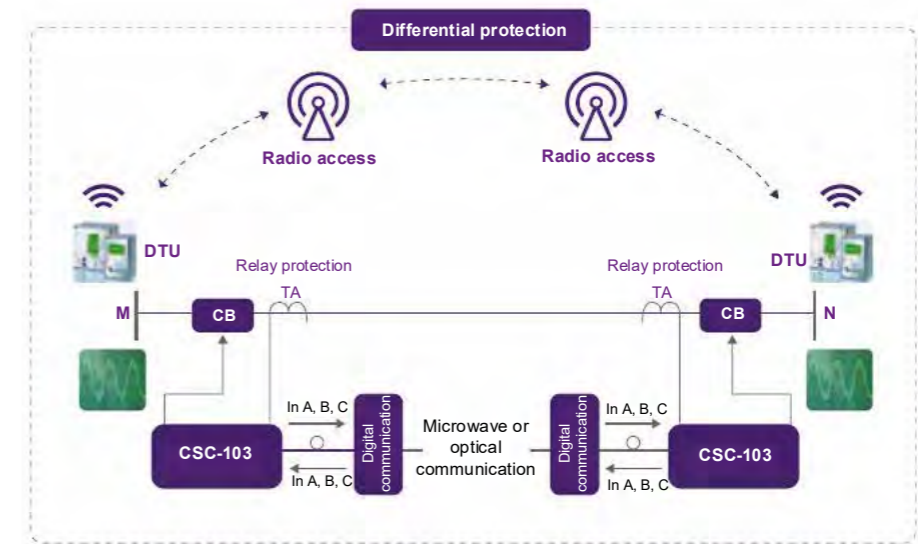 Differential protection
Radio access
Radio access
DTU
DTU
Relay protection
TA
Relay protection
TA
M
CB
CB
N
In A, B, C
In A, B, C
CSC-103
Digital
communication
Microwave or
optical
communication
Digital
communication
CSC-103
In A, B, C
In A, B, C